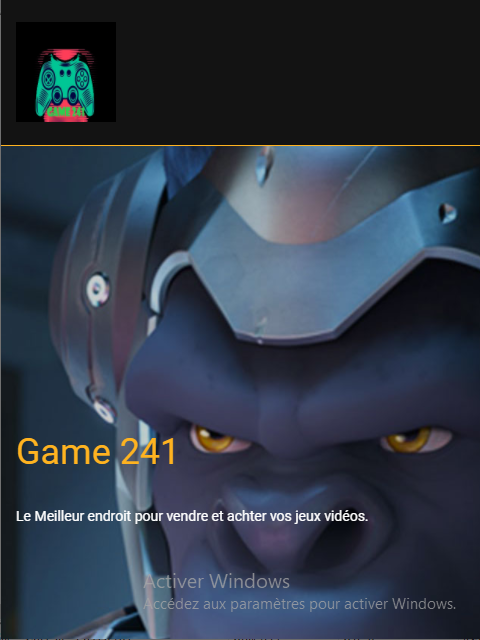 GAME 241
Game 241
Le Meilleur endroit pour vendre et achter vos jeux vidéos.
Activer Windows
Accédez aux paramètres pour activer Windows.